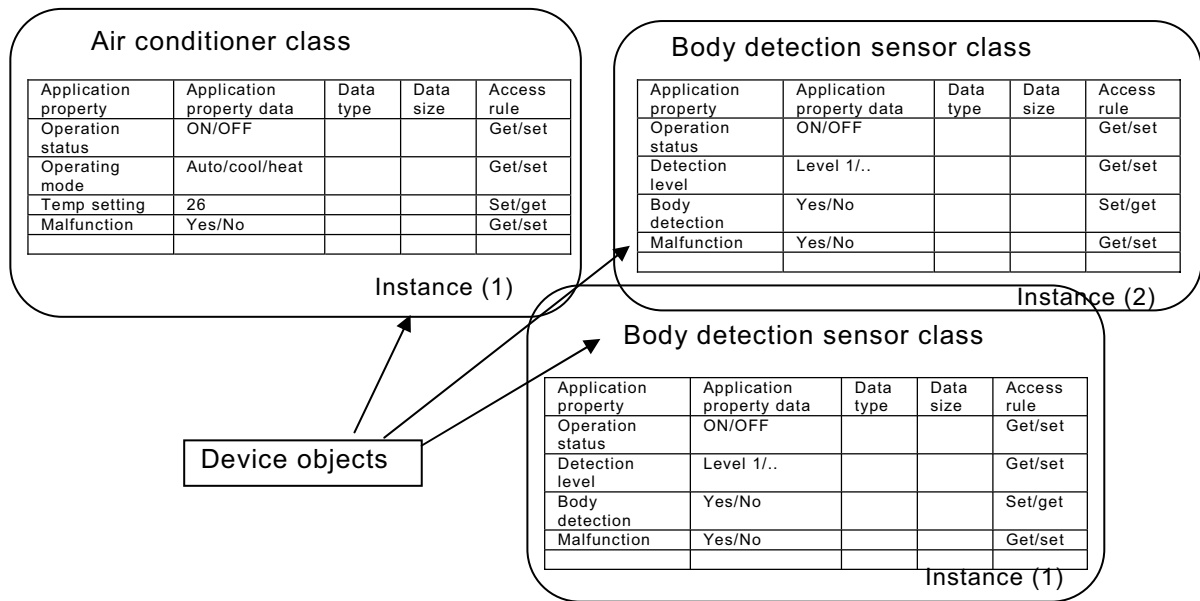 Air conditioner class
Application Application Data Data Access
property property data type size rule
Operation ON/OFF Get/set
status
Operating Auto/cool/heat Get/set
mode
Temp setting 26 Set/get
Malfunction Yes/No Get/set
Instance (1)
Body detection sensor class
Application Application Data Data Access
property property data type size rule
Operation ON/OFF Get/set
status
Detection Level 1/.. Get/set
level
Body Yes/No Set/get
detection
Malfunction Yes/No Get/set
Instance (2)
Body detection sensor class
Application Application Data Data Access
property property data type size rule
Operation ON/OFF Get/set
status
Detection Level 1/.. Get/set
level
Body Yes/No Set/get
detection
Malfunction Yes/No Get/set
Instance (1)
Device objects